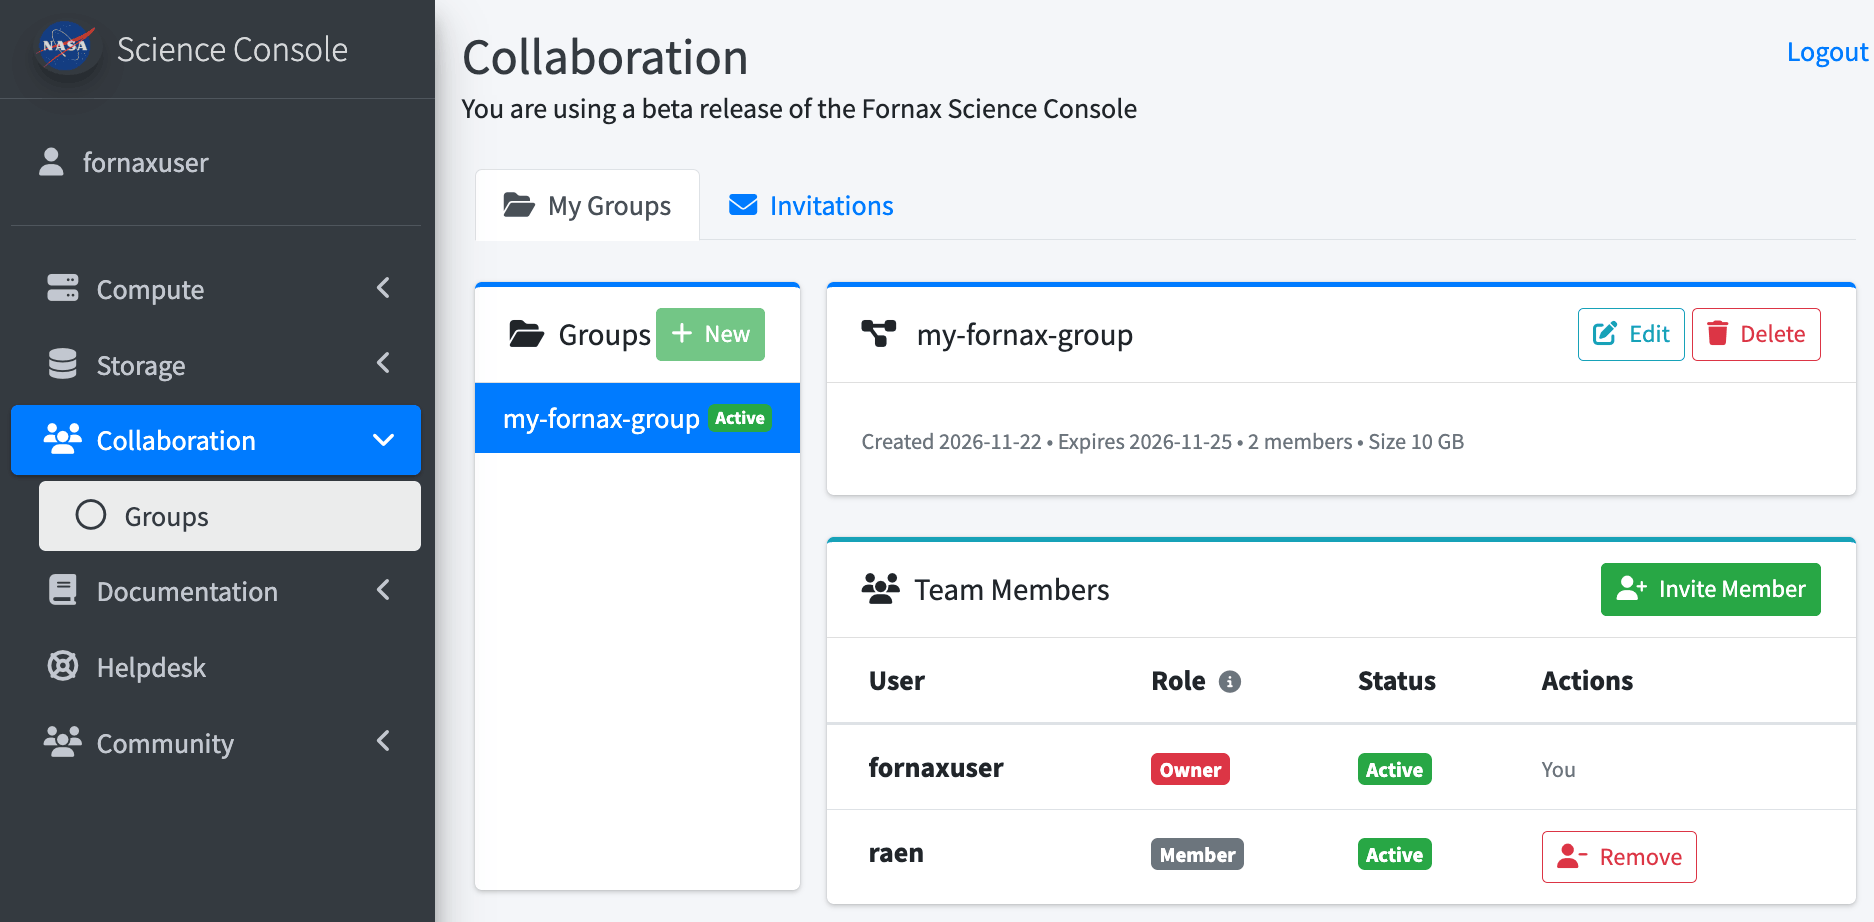 NASA Science Console
fornaxuser
Compute
Storage
Collaboration
Groups
Documentation
Helpdesk
Community
Collaboration
Logout
You are using a beta release of the Fornax Science Console
My Groups
Invitations
Groups + New
my-fornax-group Active
my-fornax-group
Edit Delete
Created 2026-11-22 • Expires 2026-11-25 • 2 members • Size 10 GB
Team Members
Invite Member
User Role Status Actions
fornaxuser Owner Active You
raen Member Active Remove